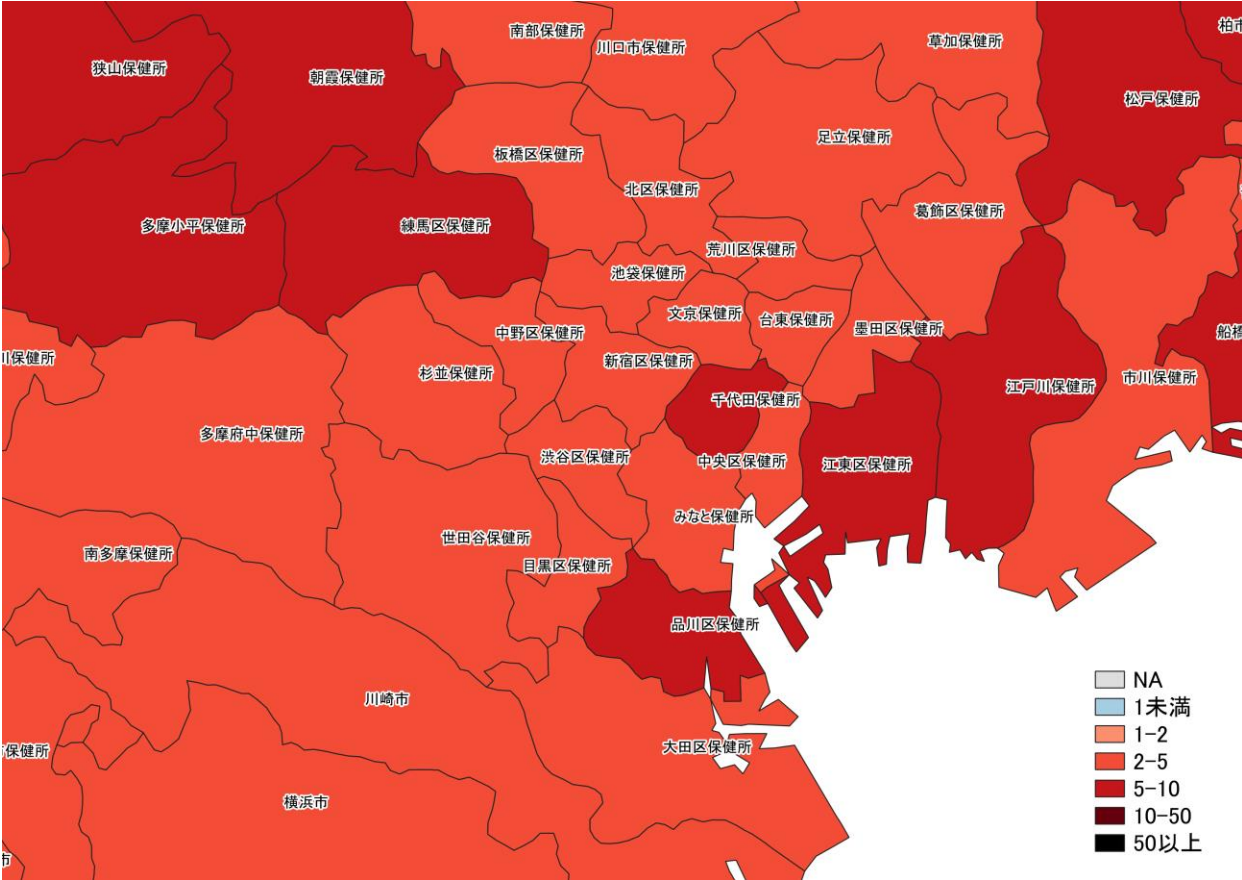 南部保健所
川口市保健所
草加保健所
柏市
狭山保健所
朝霞保健所
松戸保健所
板橋区保健所
足立保健所
北区保健所
葛飾区保健所
多摩小平保健所
練馬区保健所
荒川区保健所
池袋保健所
文京保健所
台東保健所
墨田区保健所
中野区保健所
船橋
川保健所
新宿区保健所
杉並保健所
市川保健所
江戸川保健所
千代田保健所
多摩府中保健所
渋谷区保健所
中央区保健所
江東区保健所
みなと保健所
世田谷保健所
南多摩保健所
目黒区保健所
品川区保健所
川崎市
大田区保健所
市保健所
横浜市
市
NA
1未満
1-2
2-5
5-10
10-50
50以上